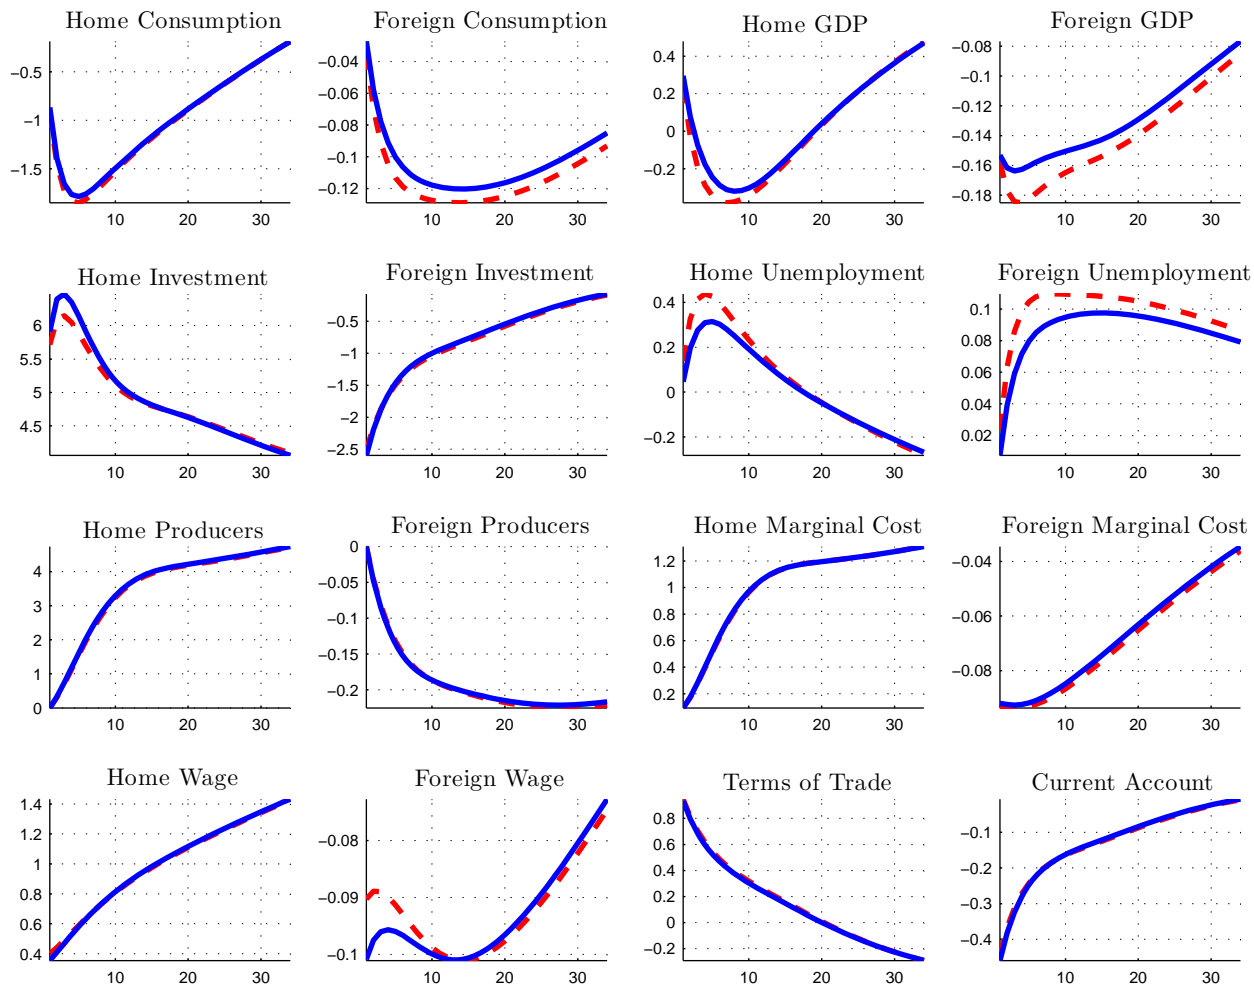 Home Consumption
−0.5
−1
−1.5
10 20 30
Foreign Consumption
−0.04
−0.06
−0.08
−0.1
−0.12
10 20 30
Home GDP
0.4
0.2
0
−0.2
10 20 30
Foreign GDP
−0.08
−0.1
−0.12
−0.14
−0.16
−0.18
10 20 30
Home Investment
6
5.5
5
4.5
10 20 30
Foreign Investment
−0.5
−1
−1.5
−2
−2.5
10 20 30
Home Unemployment
0.4
0.2
0
−0.2
10 20 30
Foreign Unemployment
0.1
0.08
0.06
0.04
0.02
10 20 30
Home Producers
4
3
2
1
0
10 20 30
Foreign Producers
0
−0.05
−0.1
−0.15
−0.2
10 20 30
Home Marginal Cost
1.2
1
0.8
0.6
0.4
0.2
10 20 30
Foreign Marginal Cost
−0.04
−0.06
−0.08
10 20 30
Home Wage
1.4
1.2
1
0.8
0.6
0.4
10 20 30
Foreign Wage
−0.08
−0.09
−0.1
10 20 30
Terms of Trade
0.8
0.6
0.4
0.2
0
−0.2
10 20 30
Current Account
−0.1
−0.2
−0.3
−0.4
10 20 30